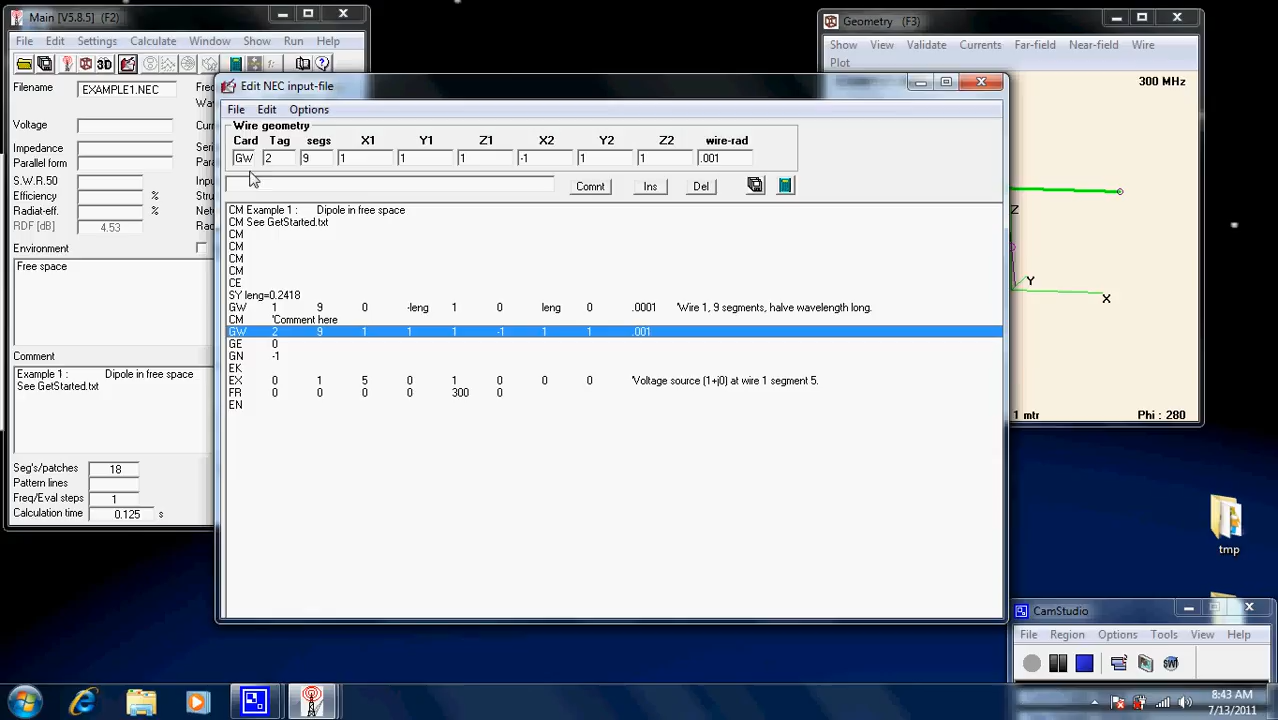 Main [V5.8.5] (F2)
File Edit Settings Calculate Window Show Run Help
3D
Filename EXAMPLE1.NEC
Voltage
Impedance
Parallel form
S.W.R.50
Efficiency %
Radiat-eff. %
RDF [dB] 4.53
Environment
Free space
Comment
Example 1 : Dipole in free space
See GetStarted.txt
Seg's/patches 18
Pattern lines
Freq/Eval steps 1
Calculation time 0.125 s
Edit NEC input-file
File Edit Options
Wire geometry
Card Tag segs X1 Y1 Z1 X2 Y2 Z2 wire-rad
GW 2 9 1 1 1 -1 1 1 .001
Comnt Ins Del
CM Example 1 : Dipole in free space
CM See GetStarted.txt
CM
CM
CM
CM
CE
SY leng=0.2418
GW 1 9 0 -leng 1 0 leng 0 .0001 'Wire 1, 9 segments, halve wavelength long.
CM 'Comment here
GW 2 9 1 1 1 -1 1 1 .001
GE 0
GN -1
EK
EX 0 1 5 0 1 0 0 0 'Voltage source (1+j0) at wire 1 segment 5.
FR 0 0 0 0 300 0
EN
Geometry (F3)
Show View Validate Currents Far-field Near-field Wire
Plot
300 MHz
Z
Y
X
1 mtr Phi : 280
tmp
CamStudio
File Region Options Tools View Help
SWT
8:43 AM
7/13/2011